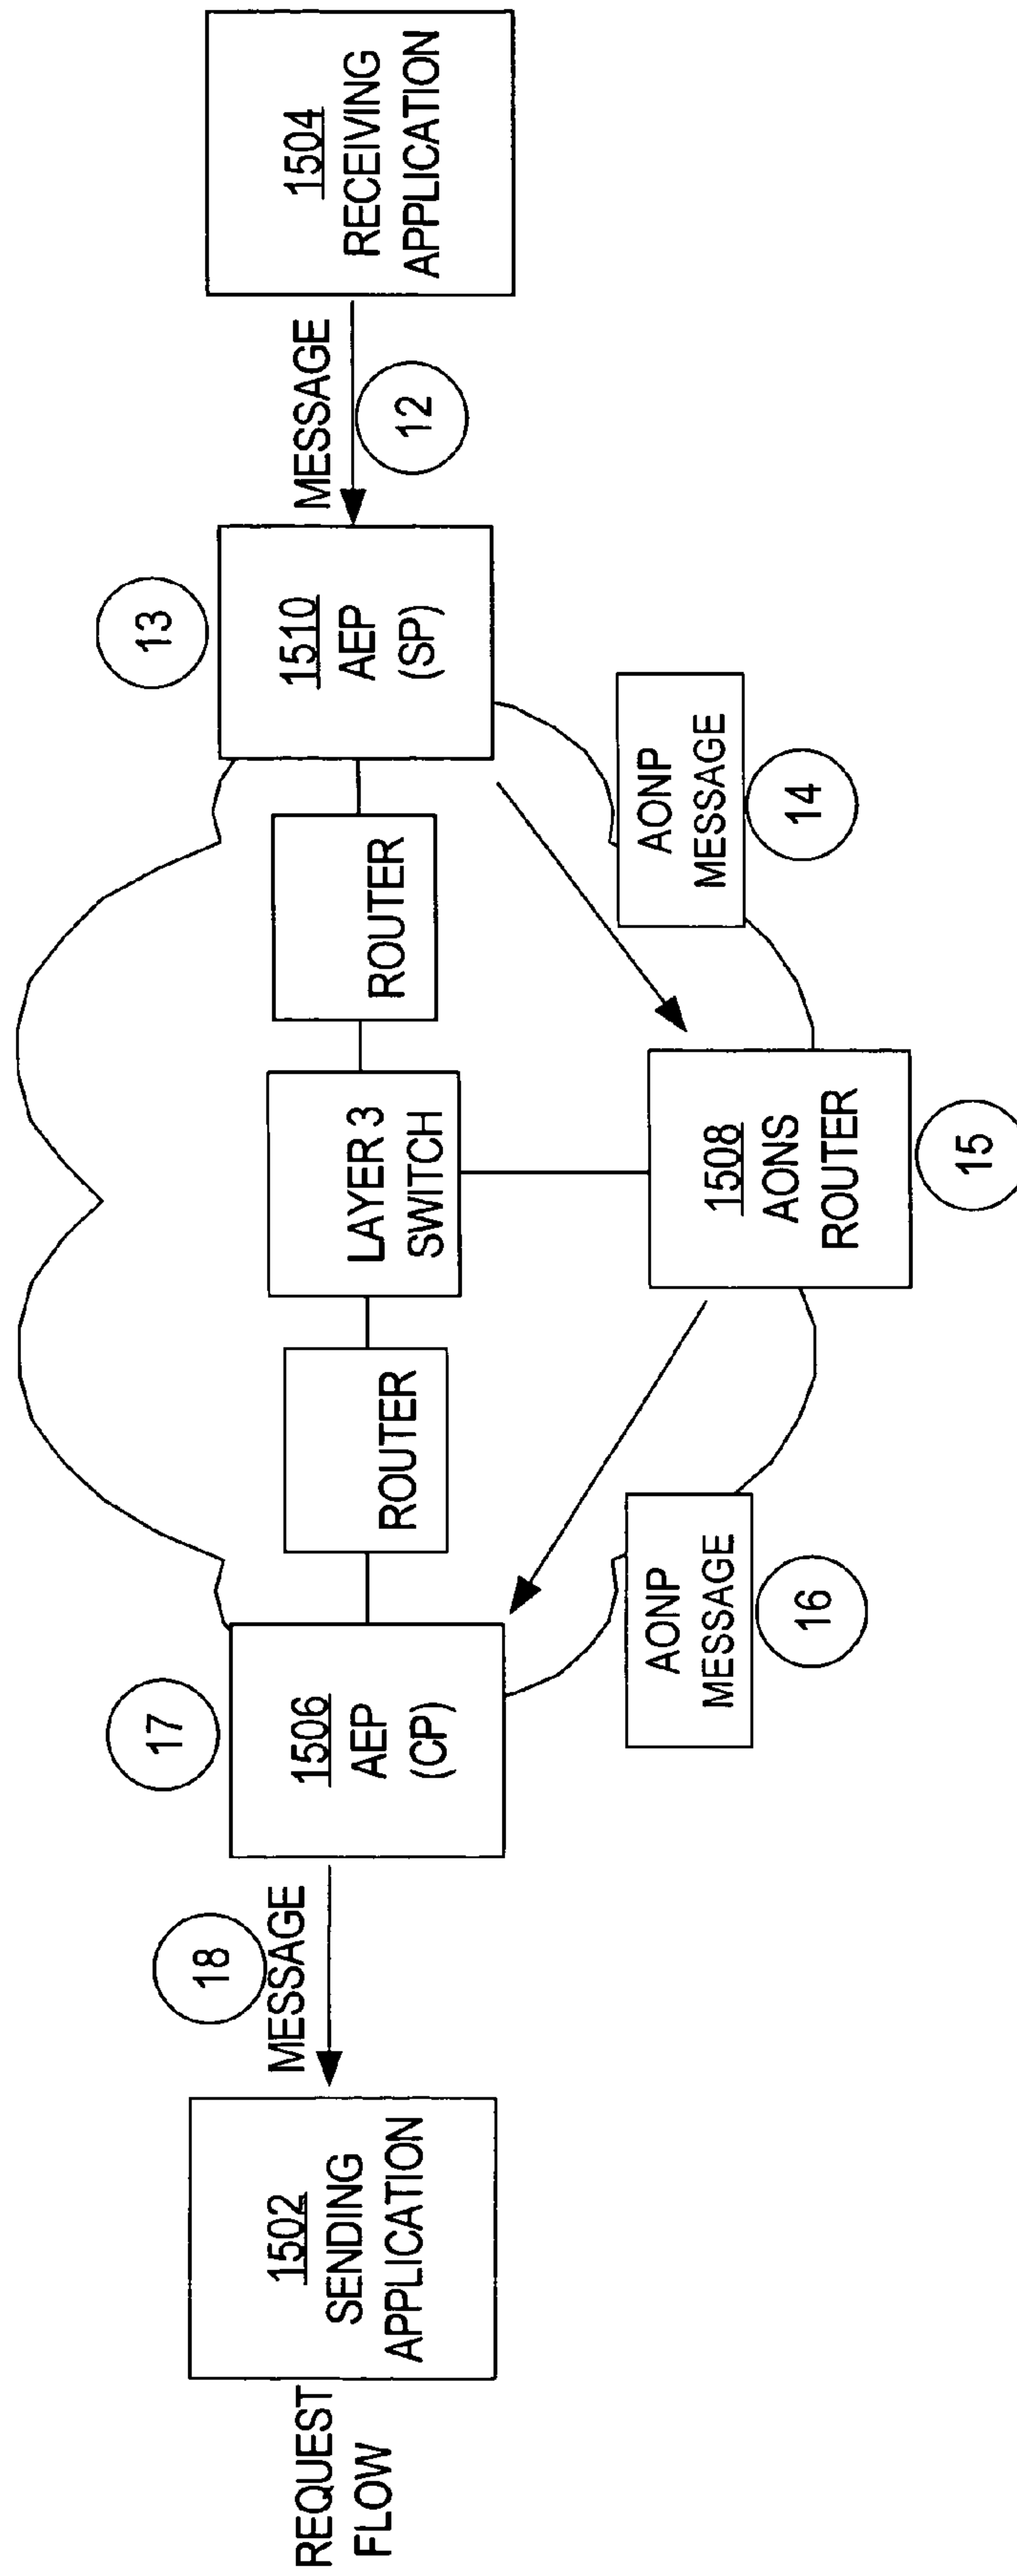 REQUEST
FLOW
1502
SENDING
APPLICATION
18
MESSAGE
17
1506
AEP
(CP)
ROUTER
LAYER 3
SWITCH
ROUTER
13
1510
AEP
(SP)
MESSAGE
12
1504
RECEIVING
APPLICATION
AONP
MESSAGE
16
1508
AONS
ROUTER
15
AONP
MESSAGE
14